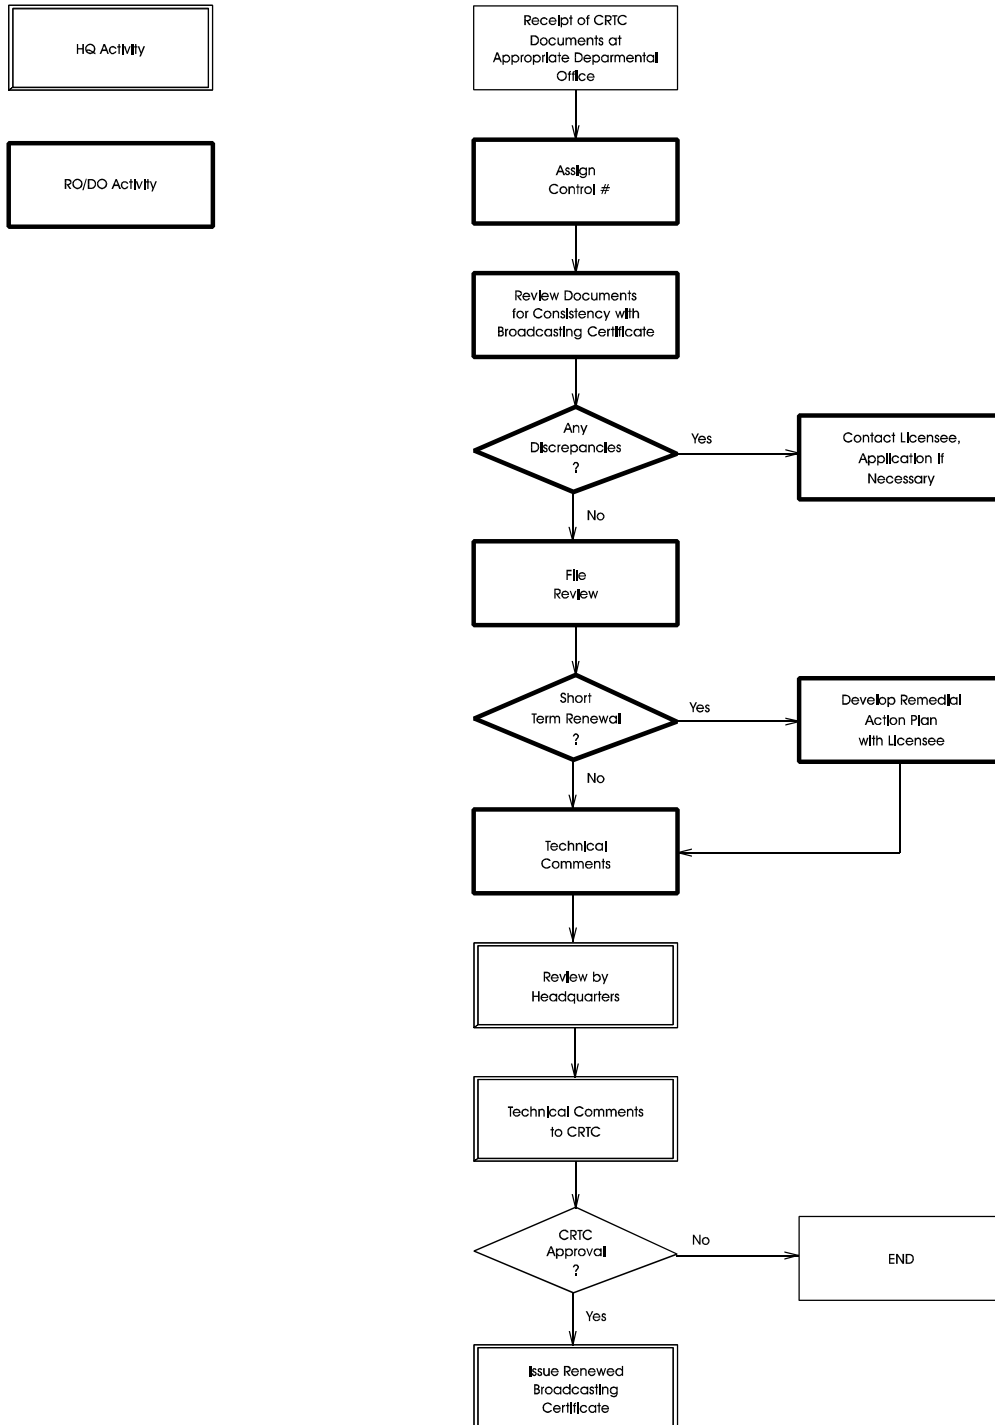 HQ Activity
RO/DO Activity
Receipt of CRTC
Documents at
Appropriate Deparmental
Office
Assign
Control #
Review Documents
for Consistency with
Broadcasting Certificate
Any
Discrepancies
?
Yes
Contact Licensee,
Application If
Necessary
No
File
Review
Short
Term Renewal
?
Yes
Develop Remedial
Action Plan
with Licensee
No
Technical
Comments
Review by
Headquarters
Technical Comments
to CRTC
CRTC
Approval
?
No
END
Yes
Issue Renewed
Broadcasting
Certificate